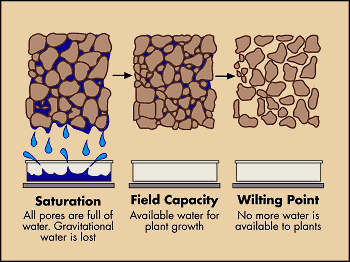 Saturation
All pores are full of
water. Gravitational
water is lost
Field Capacity
Available water for
plant growth
Wilting Point
No more water is
available to plants